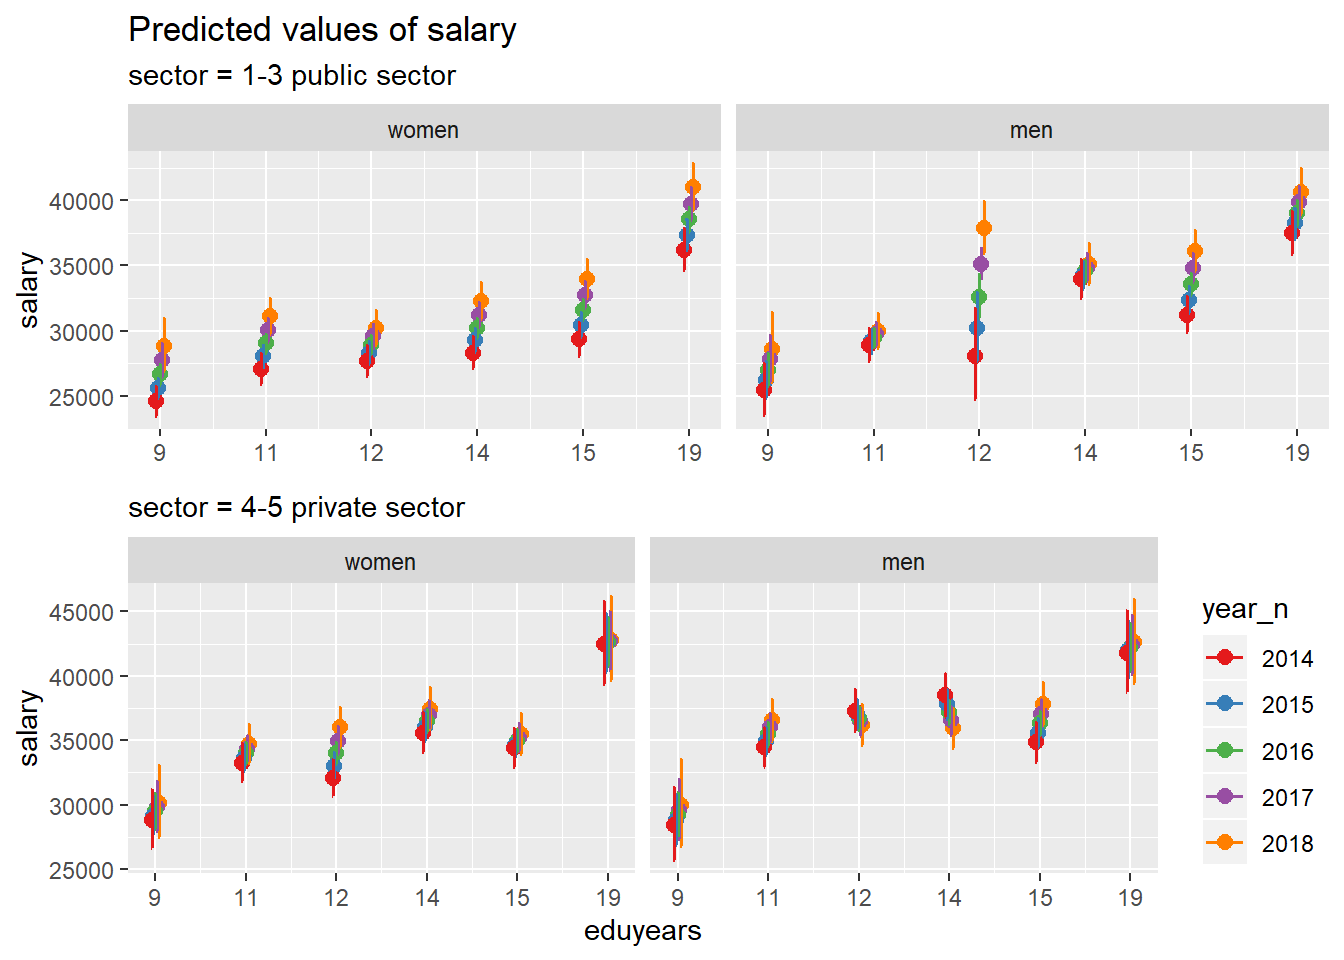 Predicted values of salary
sector = 1-3 public sector
women men
salary
40000
35000
30000
25000
9 11 12 14 15 19 9 11 12 14 15 19
sector = 4-5 private sector
women men
salary
45000
40000
35000
30000
25000
9 11 12 14 15 19 9 11 12 14 15 19
eduyears
year_n
2014
2015
2016
2017
2018